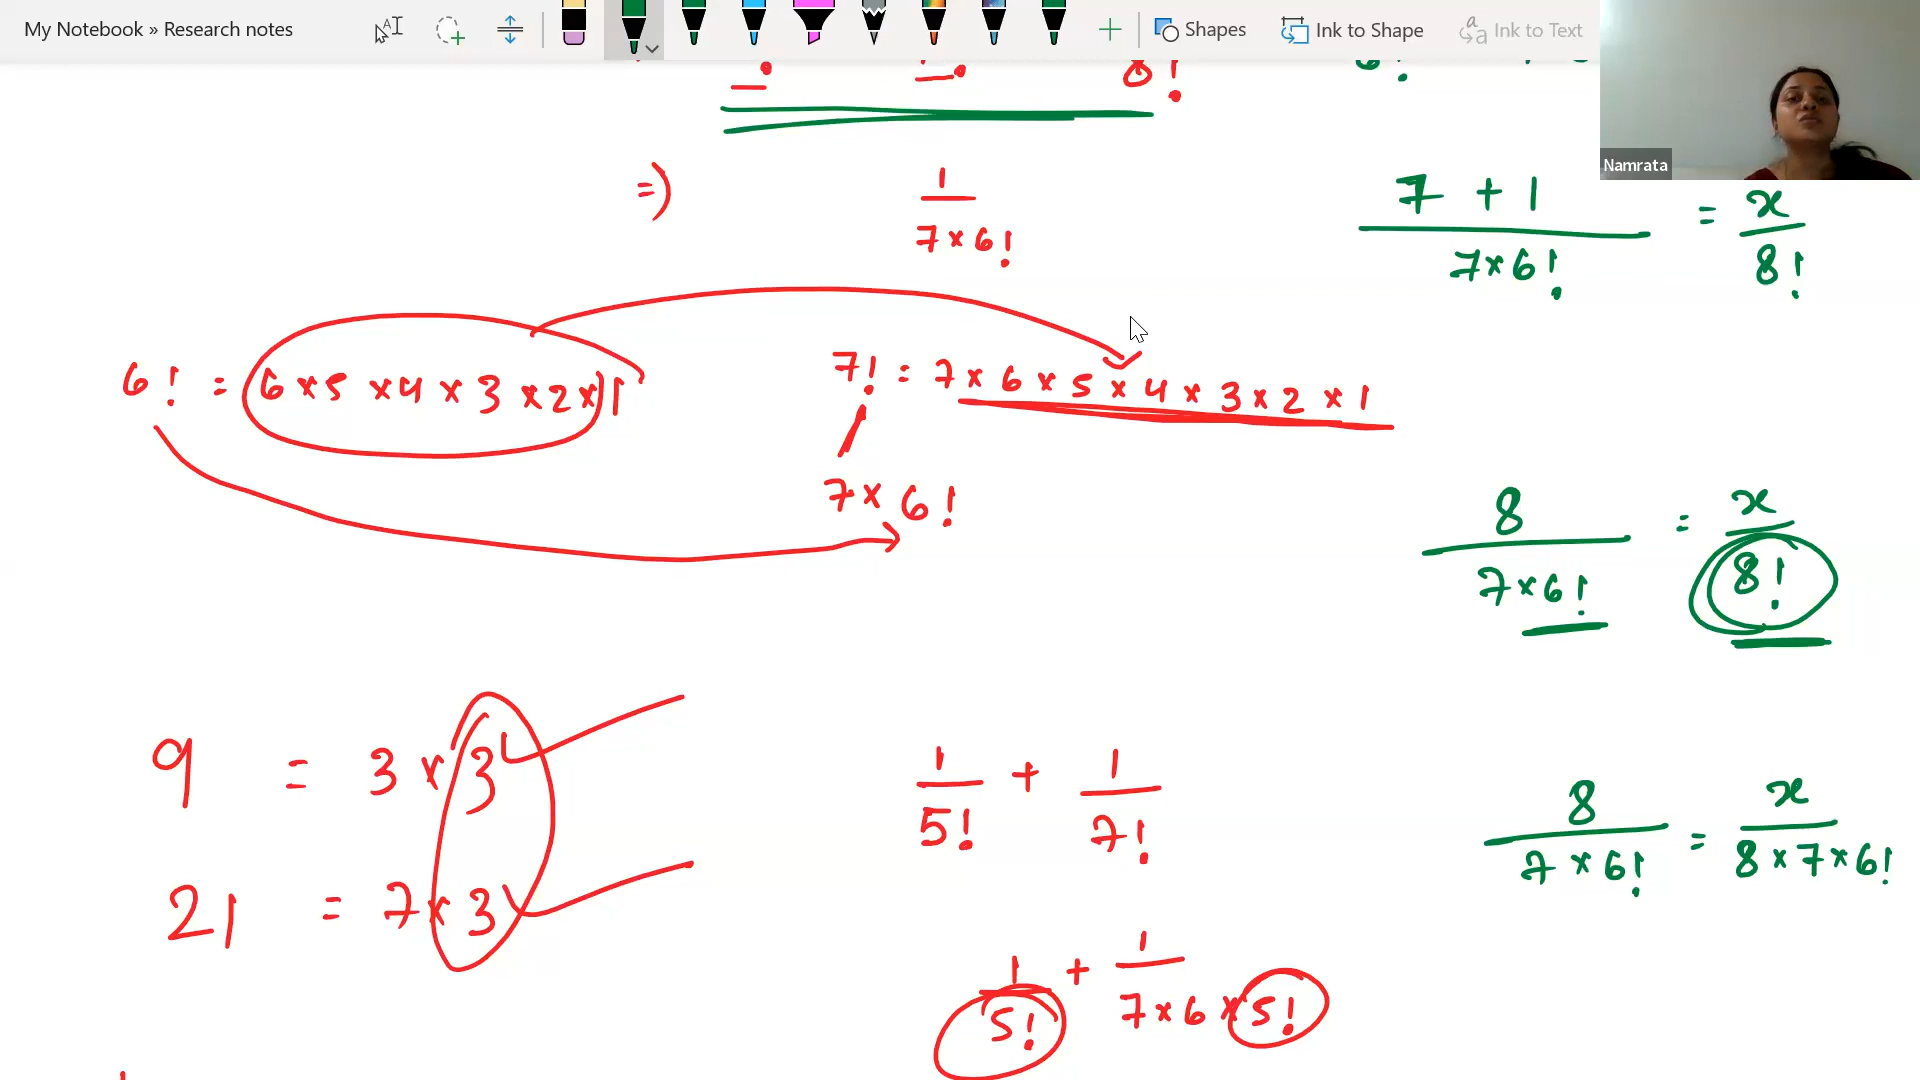 My Notebook » Research notes
Shapes
Ink to Shape
Ink to Text
Namrata
8!
=) 1/(7×6!)
(7 + 1)/(7×6!) = x/8!
6! = (6×5×4×3×2×)1
7! = 7×6×5×4×3×2×1
7×6!
8/(7×6!) = x/8!
9 = 3×3
21 = 7×3
1/5! + 1/7!
8/(7×6!) = x/(8×7×6!)
1/5! + 1/(7×6×5!)